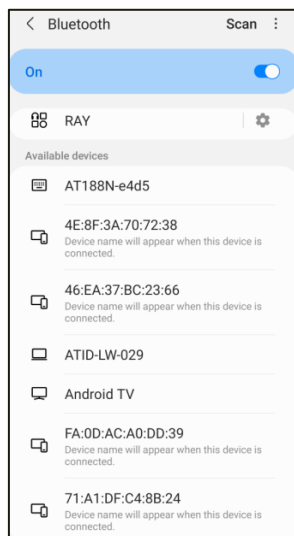 Bluetooth Scan
On
RAY
Available devices
AT188N-e4d5
4E:8F:3A:70:72:38
Device name will appear when this device is
connected.
46:EA:37:BC:23:66
Device name will appear when this device is
connected.
ATID-LW-029
Android TV
FA:0D:AC:A0:DD:39
Device name will appear when this device is
connected.
71:A1:DF:C4:8B:24
Device name will appear when this device is
connected.